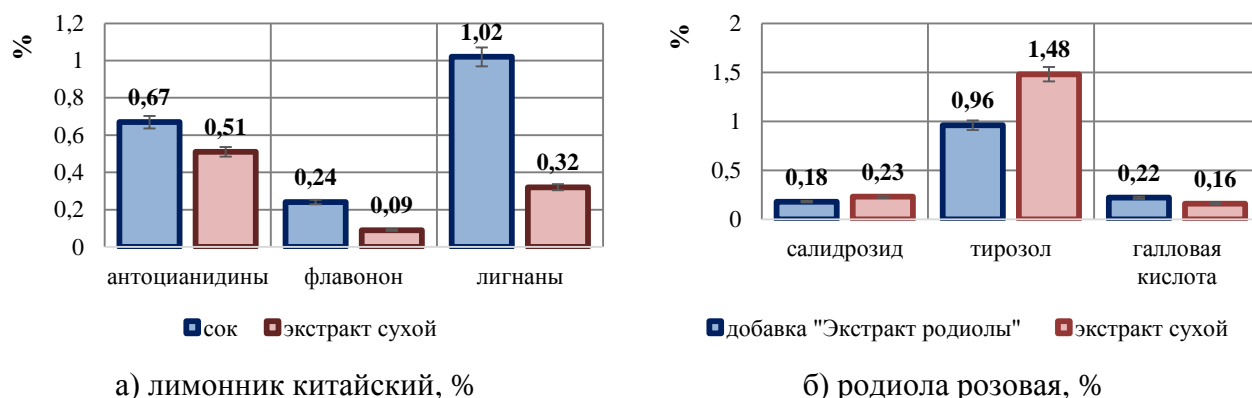 %
1,2
1
0,8
0,6
0,4
0,2
0
0,67
0,51
0,24
0,09
1,02
0,32
антоцианидины
флавонон
лигнаны
сок
экстракт сухой
а) лимонник китайский, %
%
2
1,5
1
0,5
0
0,18
0,23
0,96
1,48
0,22
0,16
салидрозид
тирозол
галловая
кислота
добавка "Экстракт родиолы"
экстракт сухой
б) родиола розовая, %